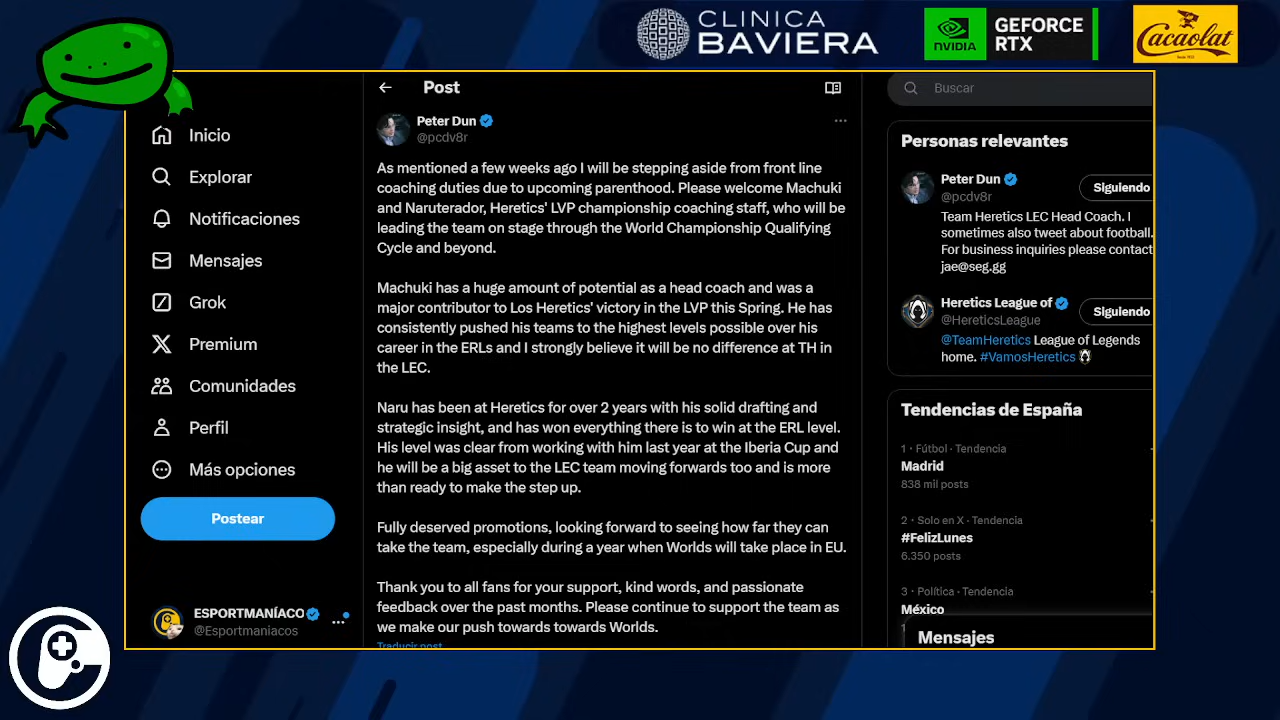 CLINICA
BAVIERA
NVIDIA
GEFORCE
RTX
Cacaolat
Post
Buscar
Inicio
Explorar
Notificaciones
Mensajes
Grok
Premium
Comunidades
Perfil
Más opciones
Postear
ESPORTMANÍACO
@Esportmaniacos
Peter Dun
@pcdv8r
As mentioned a few weeks ago I will be stepping aside from front line
coaching duties due to upcoming parenthood. Please welcome Machuki
and Naruterador, Heretics' LVP championship coaching staff, who will be
leading the team on stage through the World Championship Qualifying
Cycle and beyond.
Machuki has a huge amount of potential as a head coach and was a
major contributor to Los Heretics' victory in the LVP this Spring. He has
consistently pushed his teams to the highest levels possible over his
career in the ERLs and I strongly believe it will be no difference at TH in
the LEC.
Naru has been at Heretics for over 2 years with his solid drafting and
strategic insight, and has won everything there is to win at the ERL level.
His level was clear from working with him last year at the Iberia Cup and
he will be a big asset to the LEC team moving forwards too and is more
than ready to make the step up.
Fully deserved promotions, looking forward to seeing how far they can
take the team, especially during a year when Worlds will take place in EU.
Thank you to all fans for your support, kind words, and passionate
feedback over the past months. Please continue to support the team as
we make our push towards towards Worlds.
Traducir post
Personas relevantes
Peter Dun
@pcdv8r
Siguiendo
Team Heretics LEC Head Coach. I
sometimes also tweet about football.
For business inquiries please contact
jae@seg.gg
Heretics League of
@HereticsLeague
Siguiendo
@TeamHeretics League of Legends
home. #VamosHeretics
Tendencias de España
1 · Fútbol · Tendencia
Madrid
838 mil posts
2 · Solo en X · Tendencia
#FelizLunes
6.350 posts
3 · Política · Tendencia
México
Mensajes